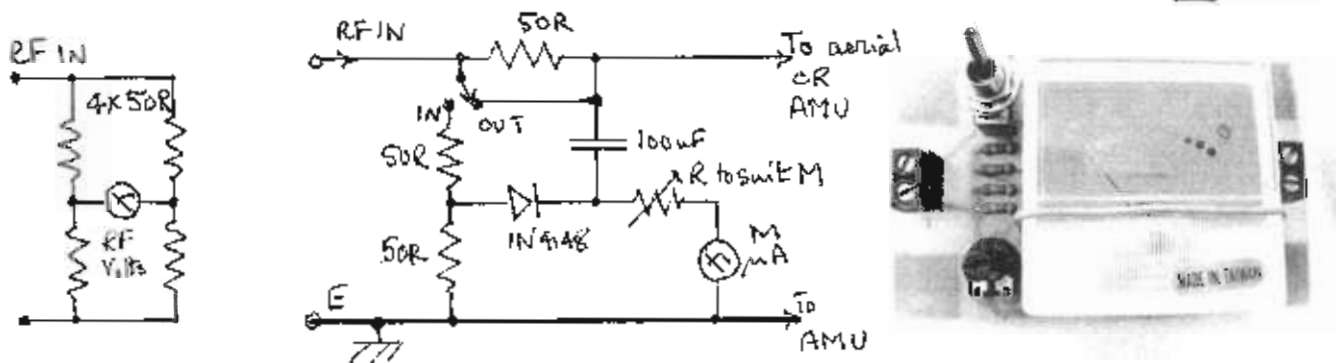 RF IN
4X50R
RF
Volts
RF IN
50R
To aerial
OR
AMU
IN
OUT
100uF
50R
R to suit M
IN4148
50R
M
µA
E
To
AMU
MADE IN TAIWAN